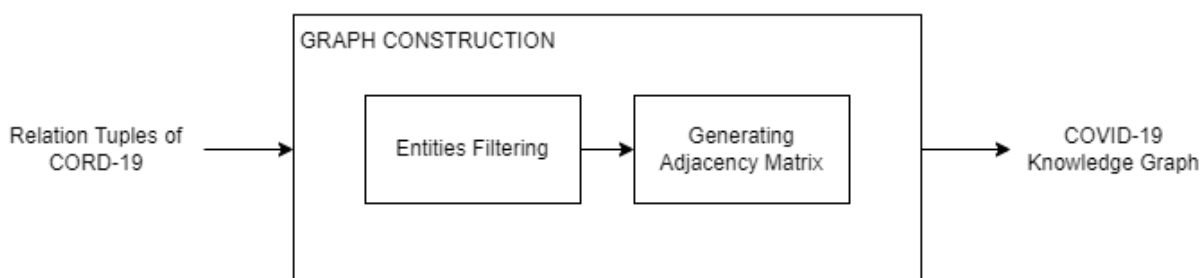 GRAPH CONSTRUCTION
Relation Tuples of
CORD-19
Entities Filtering
Generating
Adjacency Matrix
COVID-19
Knowledge Graph